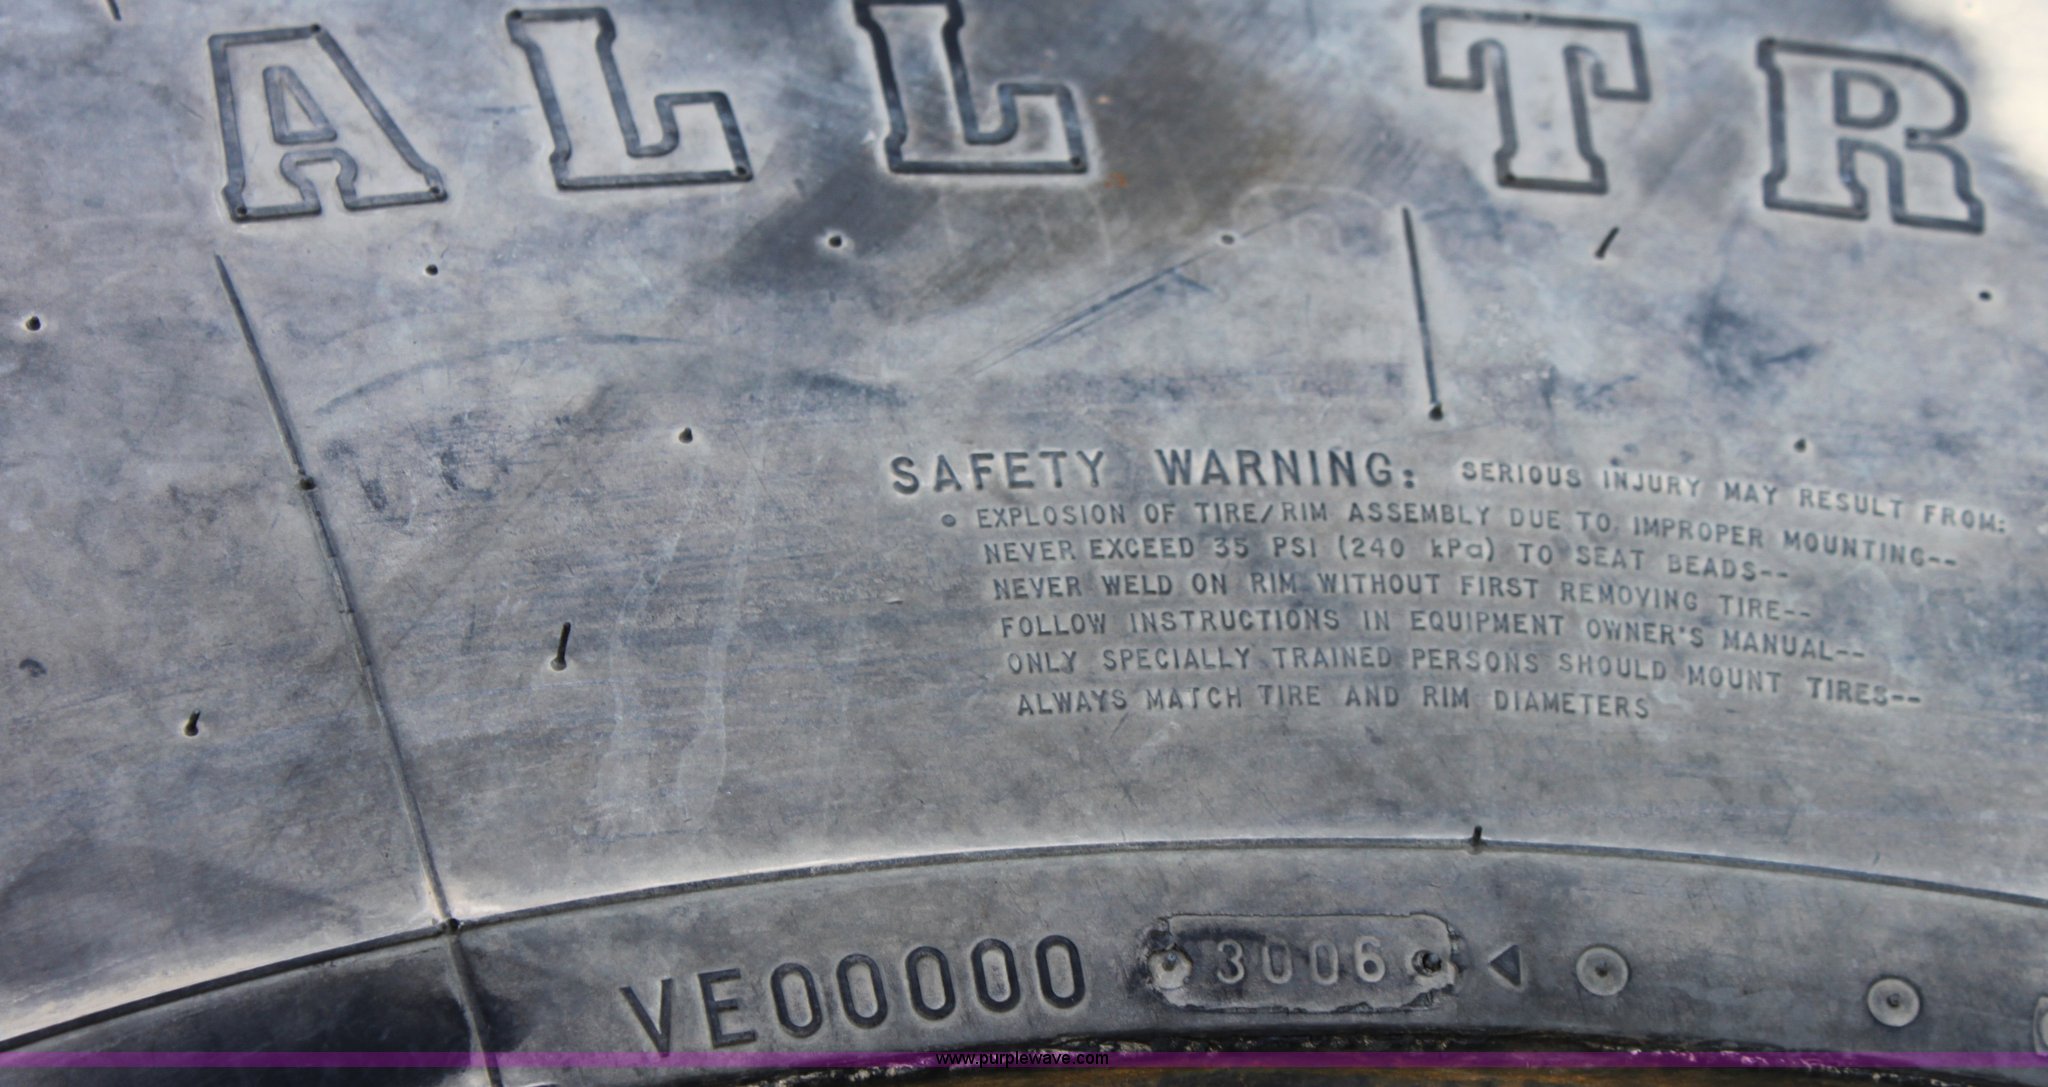 ALL TR
SAFETY WARNING: SERIOUS INJURY MAY RESULT FROM:
• EXPLOSION OF TIRE/RIM ASSEMBLY DUE TO IMPROPER MOUNTING--
NEVER EXCEED 35 PSI (240 kPa) TO SEAT BEADS--
NEVER WELD ON RIM WITHOUT FIRST REMOVING TIRE--
FOLLOW INSTRUCTIONS IN EQUIPMENT OWNER'S MANUAL--
ONLY SPECIALLY TRAINED PERSONS SHOULD MOUNT TIRES--
ALWAYS MATCH TIRE AND RIM DIAMETERS
VE00000 3006
www.purplewave.com